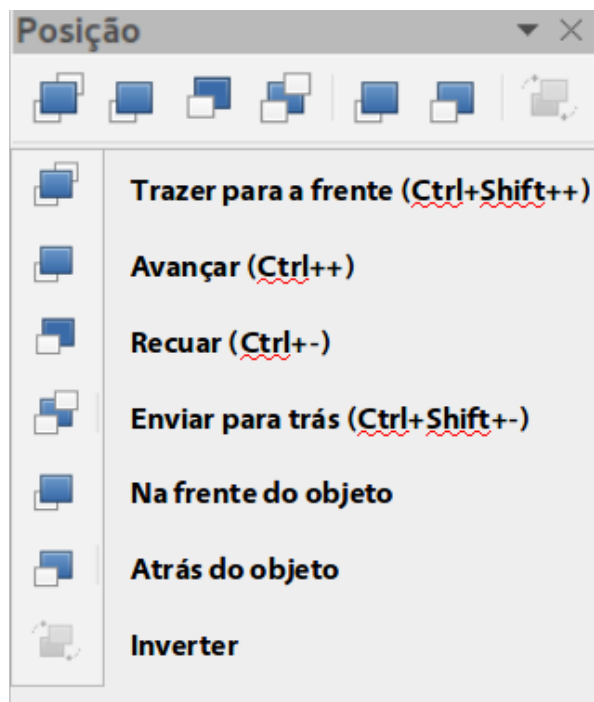 Posição
Trazer para a frente (Ctrl+Shift++)
Avançar (Ctrl++)
Recuar (Ctrl+-)
Enviar para trás (Ctrl+Shift+-)
Na frente do objeto
Atrás do objeto
Inverter